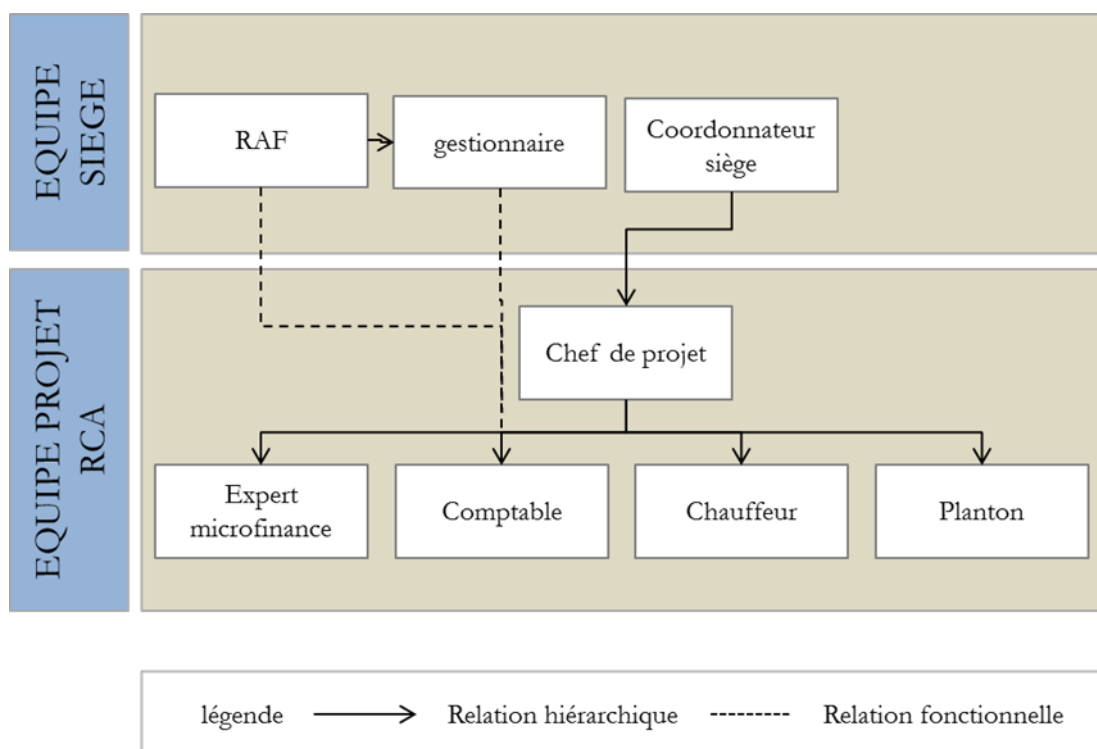 EQUIPE
SIEGE
RAF
gestionnaire
Coordonnateur
siège
EQUIPE PROJET
RCA
Chef de projet
Expert
microfinance
Comptable
Chauffeur
Planton
légende
Relation hiérarchique
Relation fonctionnelle